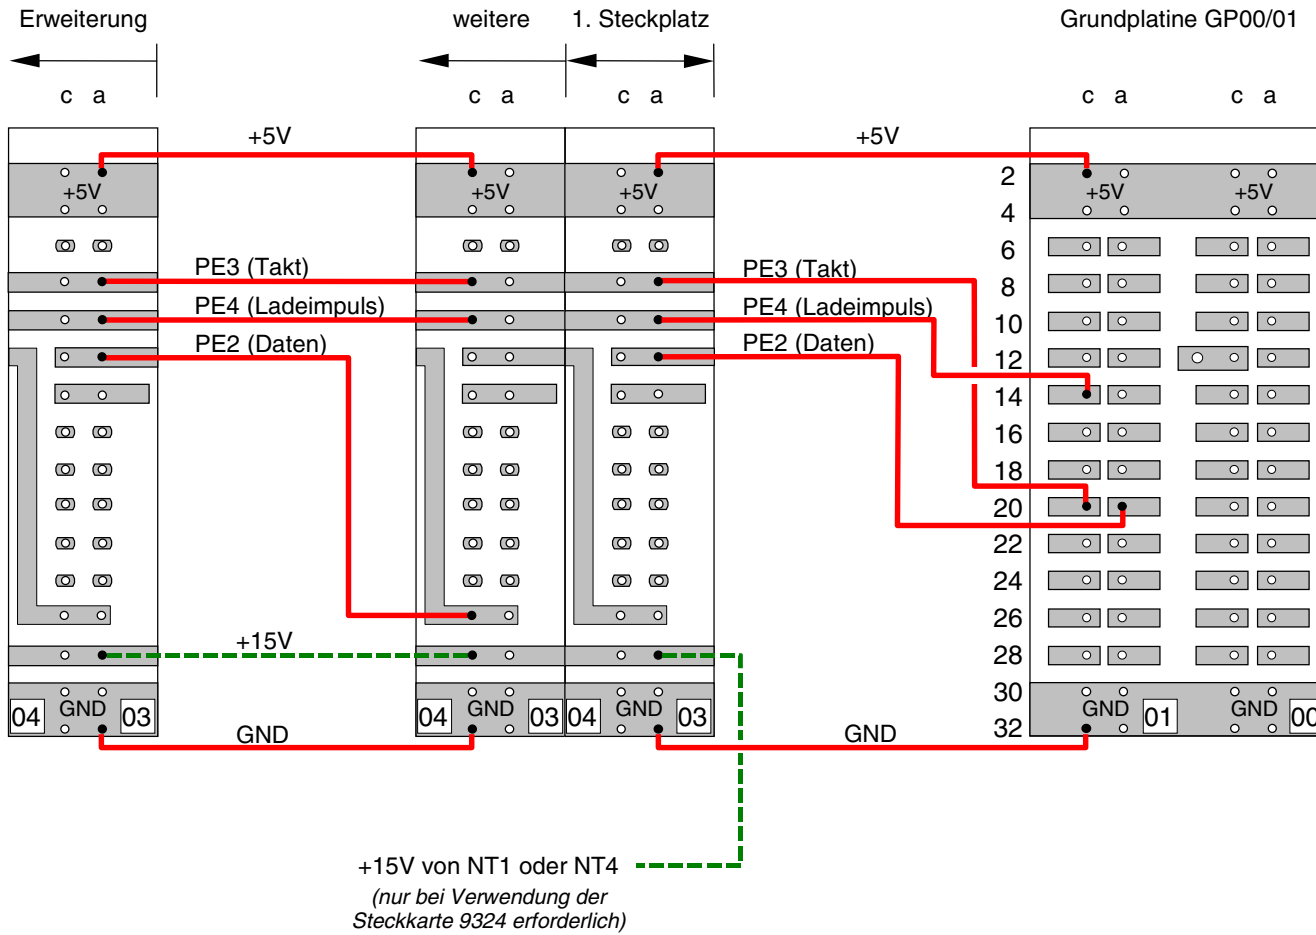 Erweiterung
weitere
1. Steckplatz
Grundplatine GP00/01
c a
c a
c a
c a
c a
+5V
+5V
+5V
+5V
+5V
+5V
+5V
2
4
6
8
10
12
14
16
18
20
22
24
26
28
30
32
PE3 (Takt)
PE4 (Ladeimpuls)
PE2 (Daten)
PE3 (Takt)
PE4 (Ladeimpuls)
PE2 (Daten)
+15V
04 GND 03
04 GND 03
04 GND 03
GND 01
GND 00
GND
GND
+15V von NT1 oder NT4
(nur bei Verwendung der
Steckkarte 9324 erforderlich)